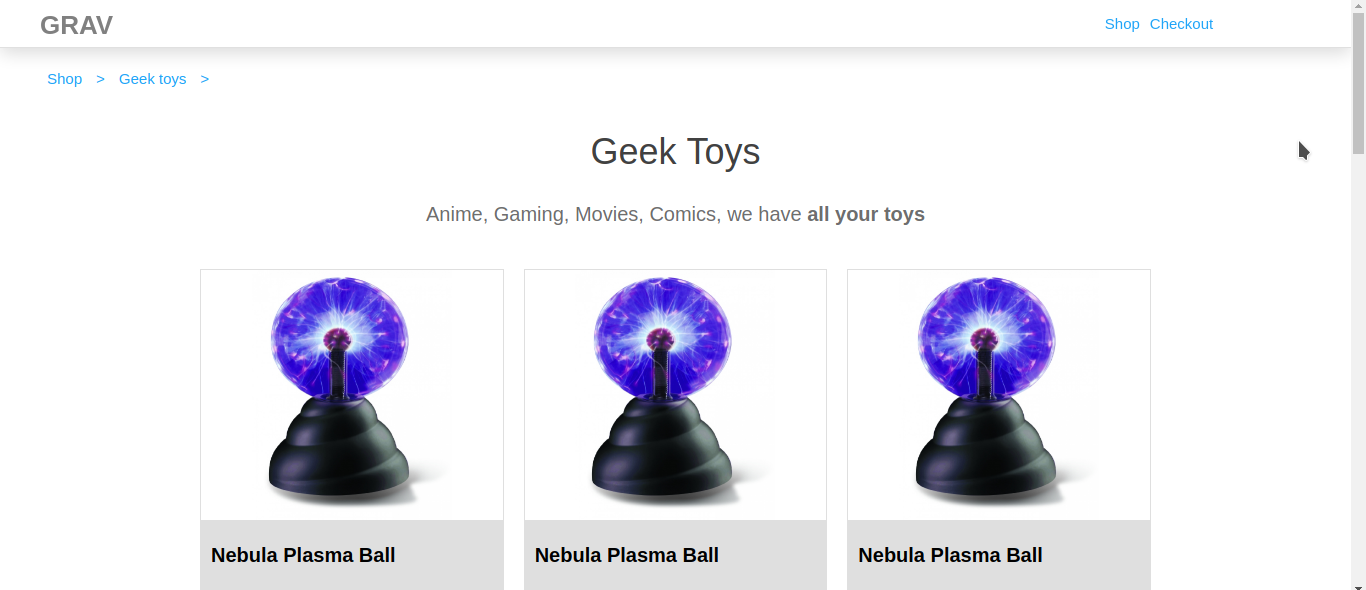 GRAV
Shop Checkout
Shop > Geek toys >
Geek Toys
Anime, Gaming, Movies, Comics, we have all your toys
Nebula Plasma Ball
Nebula Plasma Ball
Nebula Plasma Ball